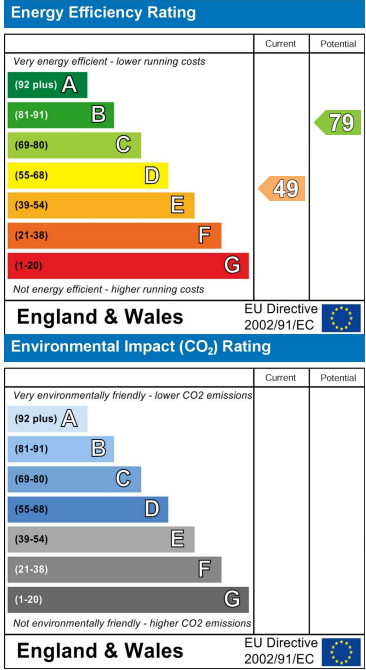 Energy Efficiency Rating
Current Potential
Very energy efficient - lower running costs
(92 plus) A
(81-91) B
(69-80) C
(55-68) D
(39-54) E
(21-38) F
(1-20) G
79
49
Not energy efficient - higher running costs
England & Wales
EU Directive
2002/91/EC
Environmental Impact (CO₂) Rating
Current Potential
Very environmentally friendly - lower CO2 emissions
(92 plus) A
(81-91) B
(69-80) C
(55-68) D
(39-54) E
(21-38) F
(1-20) G
Not environmentally friendly - higher CO2 emissions
England & Wales
EU Directive
2002/91/EC